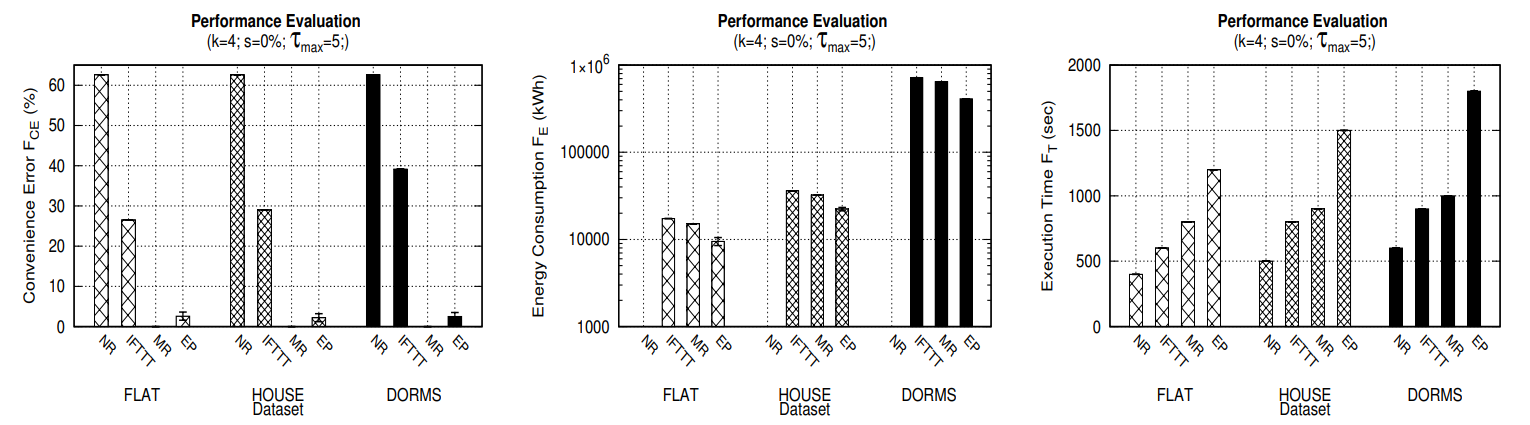 Performance Evaluation
(k=4; s=0%; τmax=5;)
Convenience Error FCE (%)
60
50
40
30
20
10
0
NR IFTTT MR EP NR IFTTT MR EP NR IFTTT MR EP
FLAT HOUSE DORMS
Dataset
Performance Evaluation
(k=4; s=0%; τmax=5;)
Energy Consumption FE (kWh)
1×10⁶
100000
10000
1000
NR IFTTT MR EP NR IFTTT MR EP NR IFTTT MR EP
FLAT HOUSE DORMS
Dataset
Performance Evaluation
(k=4; s=0%; τmax=5;)
Execution Time FT (sec)
2000
1500
1000
500
0
NR IFTTT MR EP NR IFTTT MR EP NR IFTTT MR EP
FLAT HOUSE DORMS
Dataset